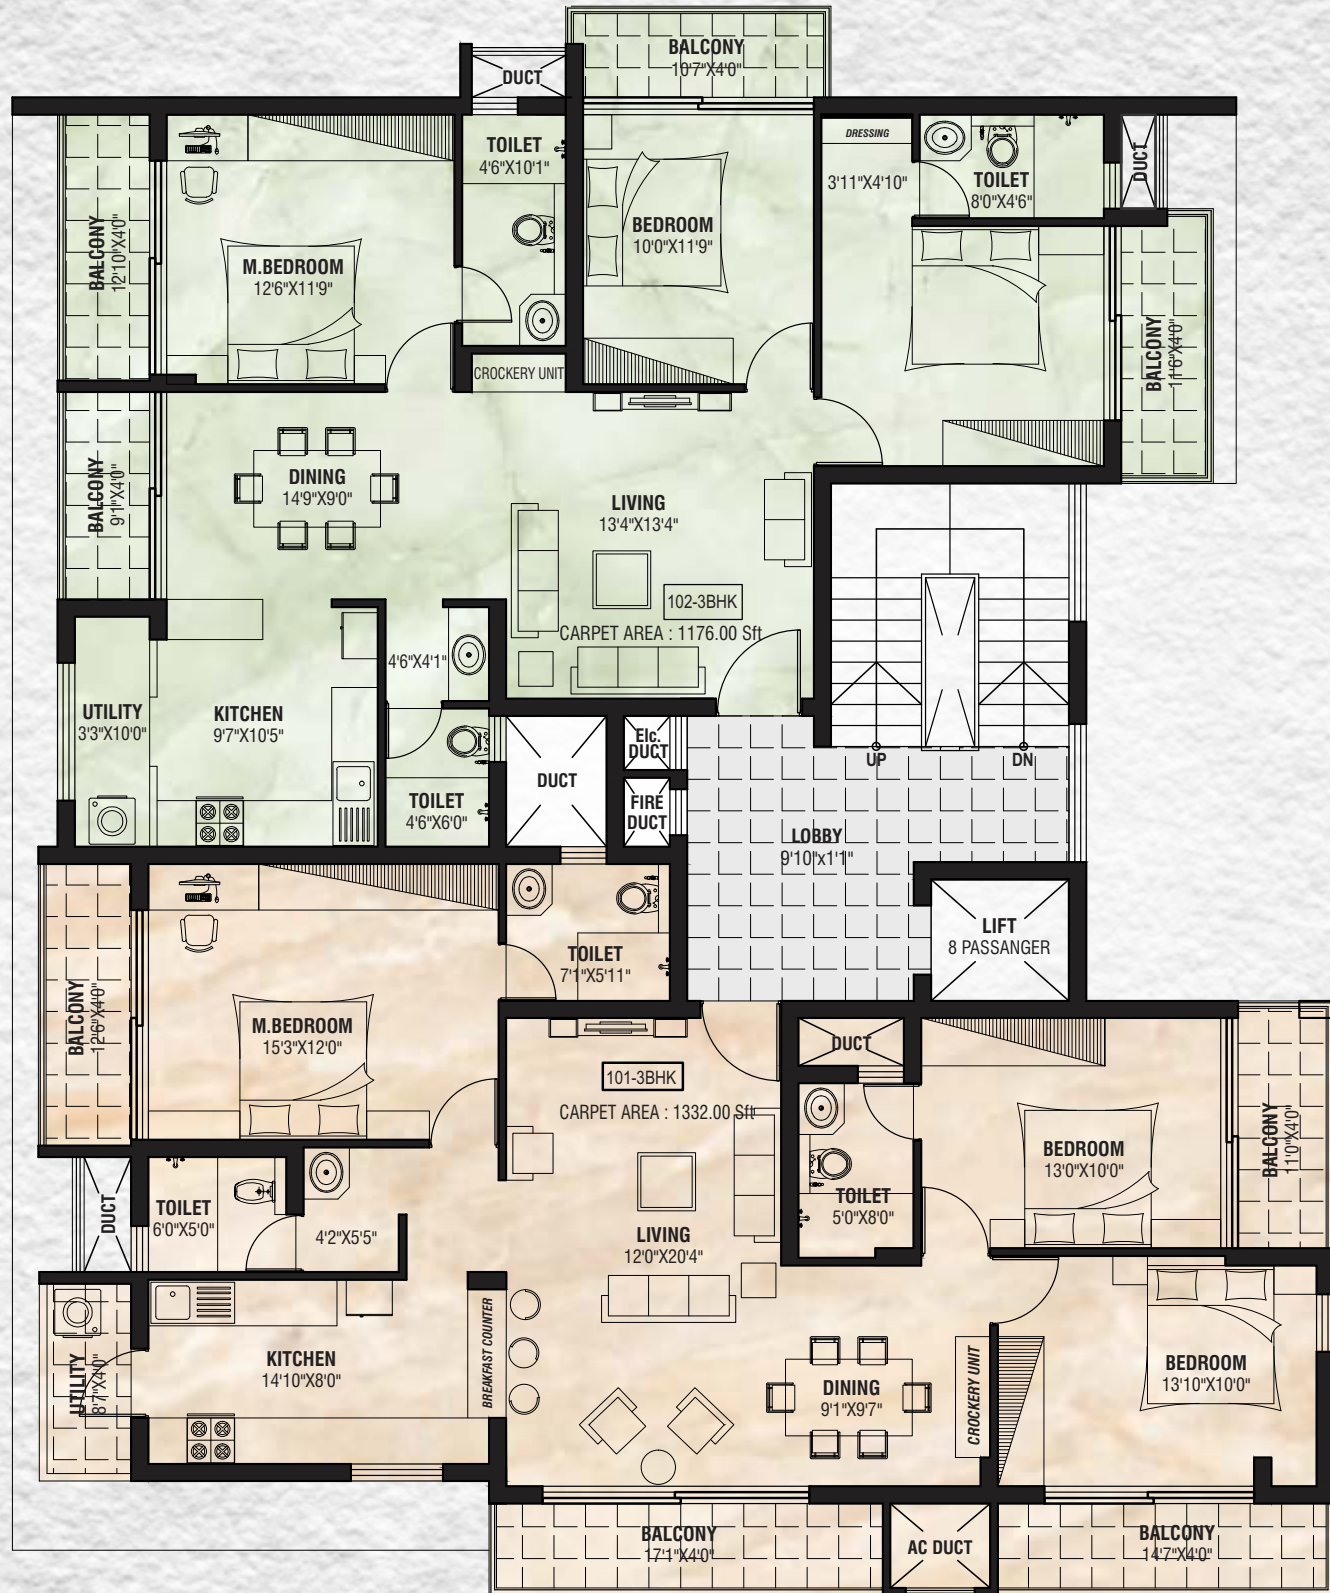 BALCONY
10'7"X4'0"
DUCT
TOILET
4'6"X10'1"
DRESSING
3'11"X4'10"
TOILET
8'0"X4'6"
DUCT
BALCONY
12'10"X4'0"
M.BEDROOM
12'6"X11'9"
BEDROOM
10'0"X11'9"
BALCONY
11'6"X4'0"
CROCKERY UNIT
BALCONY
9'1"X4'0"
DINING
14'9"X9'0"
LIVING
13'4"X13'4"
102-3BHK
CARPET AREA : 1176.00 Sft
4'6"X4'1"
UTILITY
3'3"X10'0"
KITCHEN
9'7"X10'5"
TOILET
4'6"X6'0"
DUCT
Elc.
DUCT
FIRE
DUCT
UP
DN
LOBBY
9'10"x1'1"
LIFT
8 PASSANGER
TOILET
7'1"X5'11"
BALCONY
12'6"X4'0"
M.BEDROOM
15'3"X12'0"
101-3BHK
CARPET AREA : 1332.00 Sft
DUCT
BEDROOM
13'0"X10'0"
BALCONY
11'0"X4'0"
TOILET
5'0"X8'0"
DUCT
TOILET
6'0"X5'0"
4'2"X5'5"
LIVING
12'0"X20'4"
UTILITY
8'7"X4'0"
KITCHEN
14'10"X8'0"
BREAKFAST COUNTER
DINING
9'1"X9'7"
CROCKERY UNIT
BEDROOM
13'10"X10'0"
BALCONY
17'1"X4'0"
AC DUCT
BALCONY
14'7"X4'0"